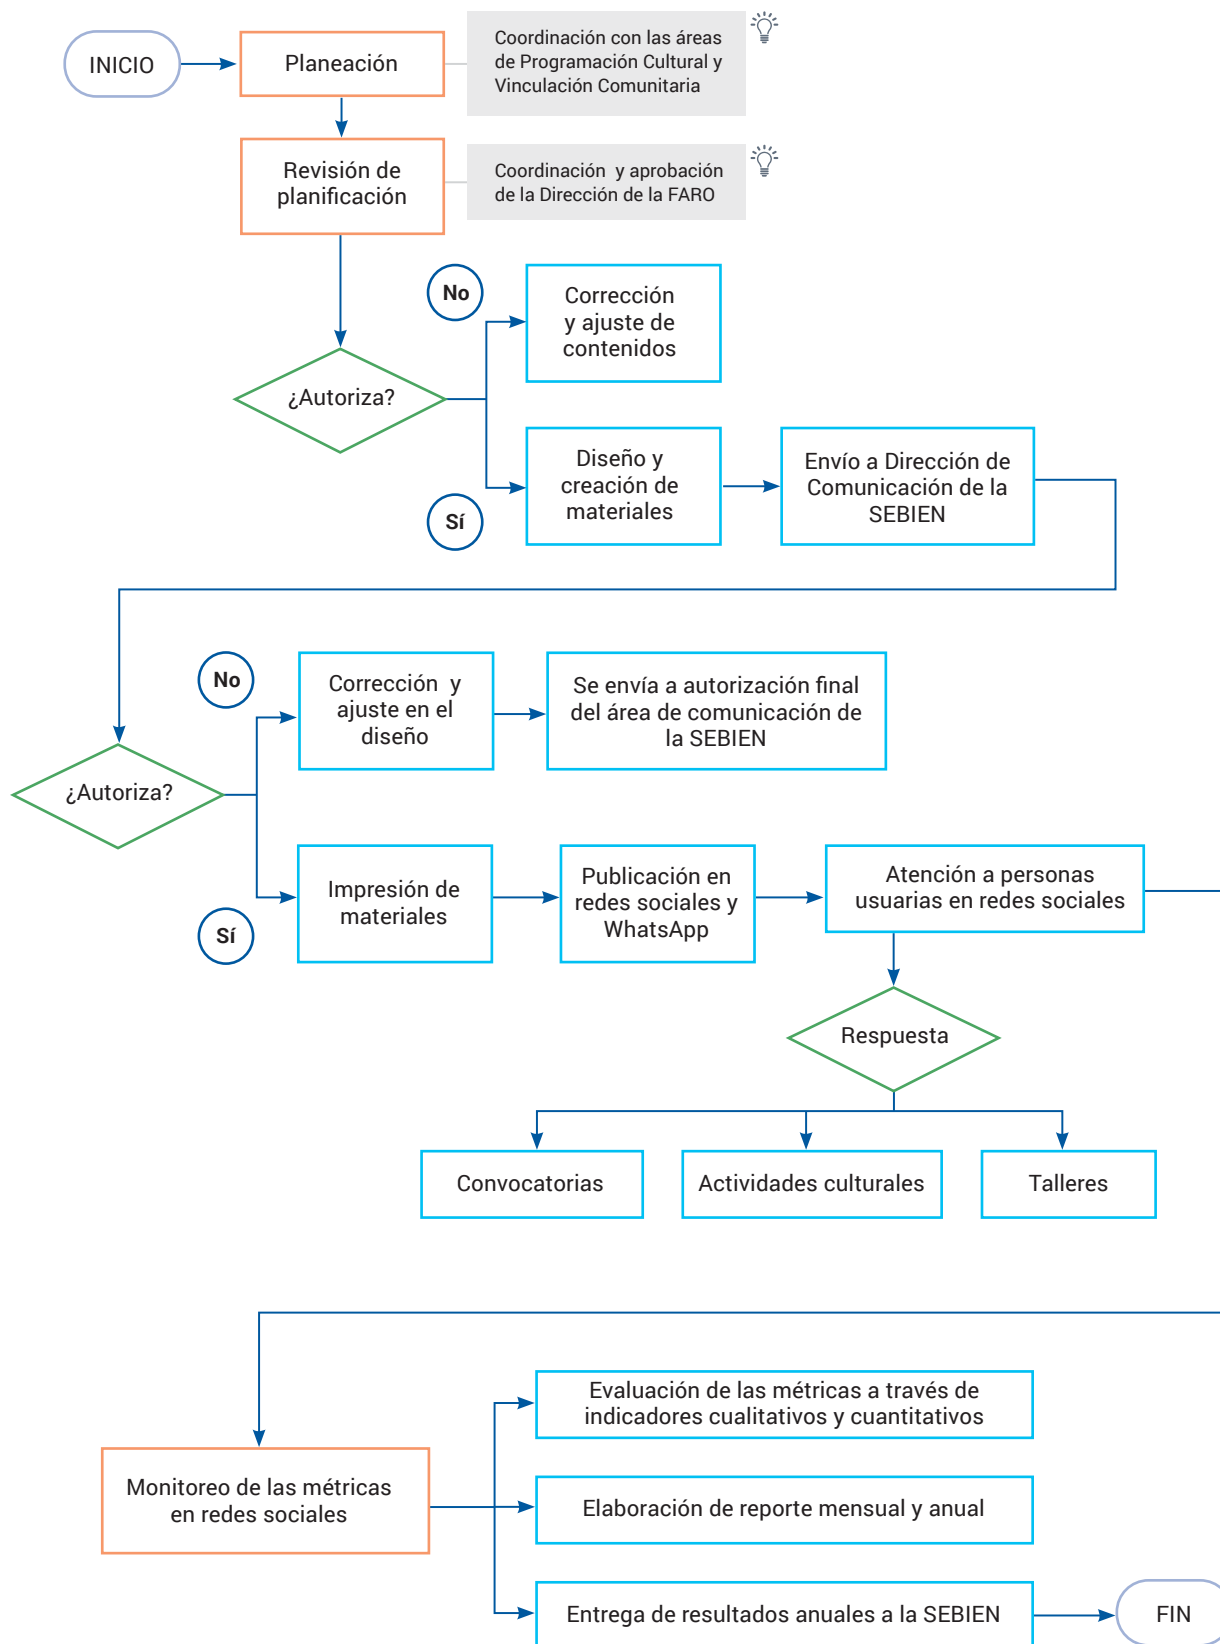 INICIO
Planeación
Coordinación con las áreas
de Programación Cultural y
Vinculación Comunitaria
Revisión de
planificación
Coordinación y aprobación
de la Dirección de la FARO
¿Autoriza?
No
Corrección
y ajuste de
contenidos
Sí
Diseño y
creación de
materiales
Envío a Dirección de
Comunicación de la
SEBIEN
¿Autoriza?
No
Corrección y
ajuste en el
diseño
Se envía a autorización final
del área de comunicación de
la SEBIEN
Sí
Impresión de
materiales
Publicación en
redes sociales y
WhatsApp
Atención a personas
usuarias en redes sociales
Respuesta
Convocatorias
Actividades culturales
Talleres
Monitoreo de las métricas
en redes sociales
Evaluación de las métricas a través de
indicadores cualitativos y cuantitativos
Elaboración de reporte mensual y anual
Entrega de resultados anuales a la SEBIEN
FIN